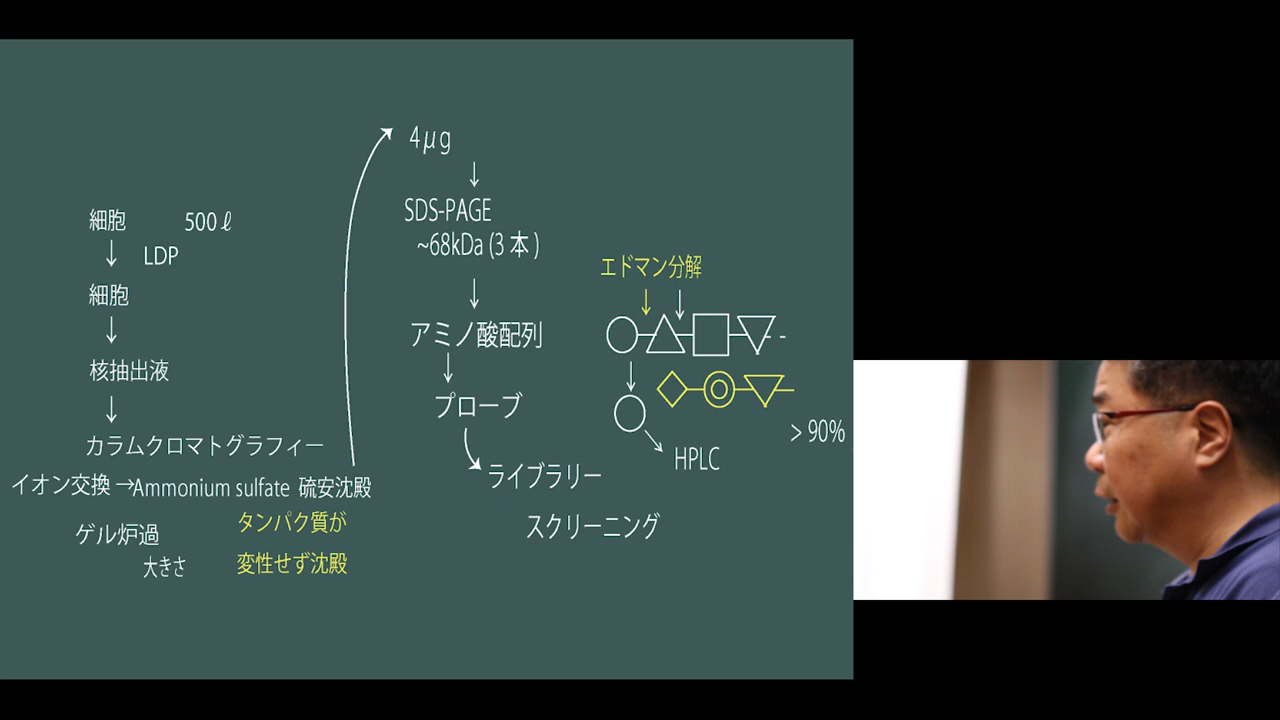 細胞 500ℓ
↓ LDP
細胞
↓
核抽出液
↓
カラムクロマトグラフィー
イオン交換→Ammonium sulfate 硫安沈殿
ゲル炉過
大きさ
タンパク質が
変性せず沈殿
4μg
↓
SDS-PAGE
~68kDa (3本)
↓
アミノ酸配列
↓
プローブ
ライブラリー
スクリーニング
エドマン分解
HPLC
>90%